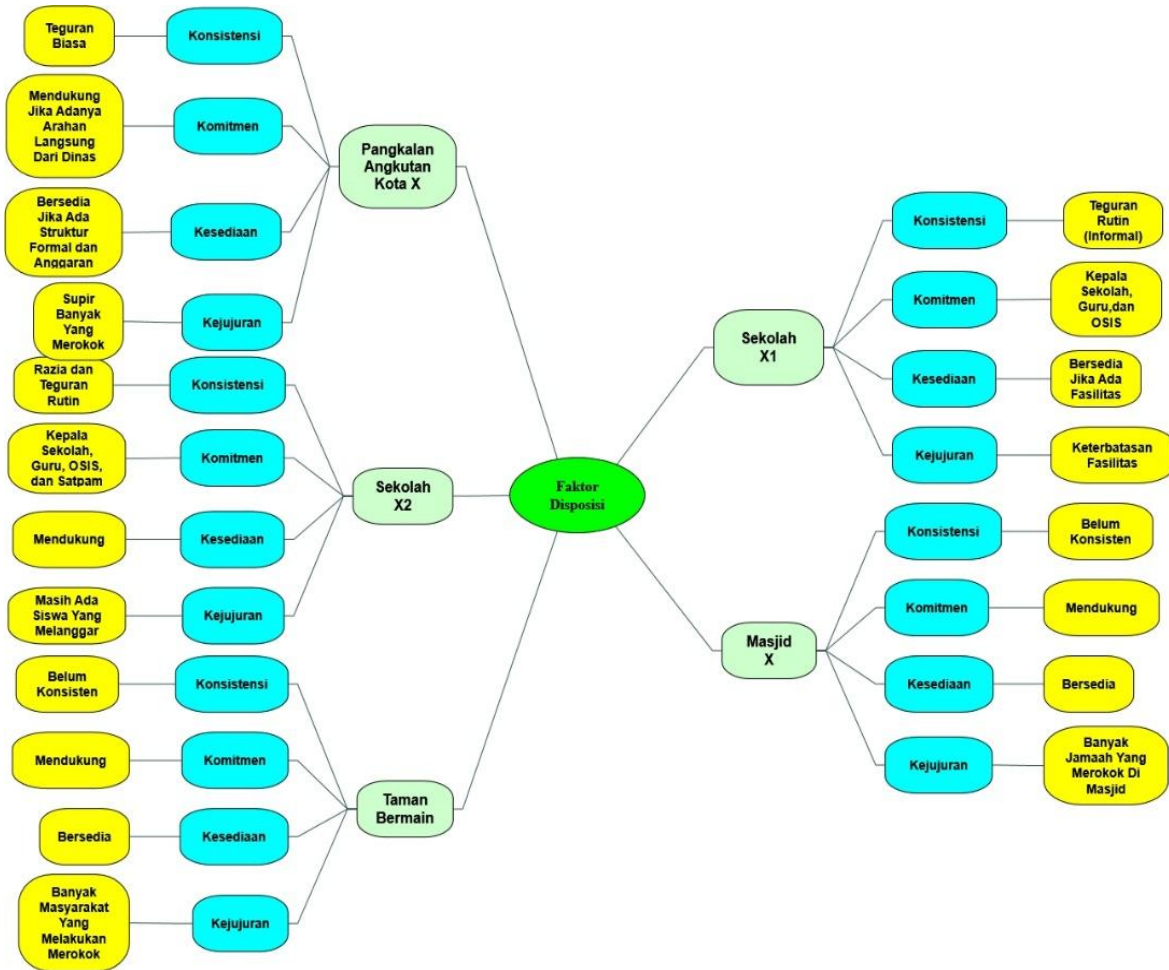 Teguran
Biasa
Konsistensi
Mendukung
Jika Adanya
Arahan
Langsung
Dari Dinas
Komitmen
Bersedia
Jika Ada
Struktur
Formal dan
Anggaran
Kesediaan
Supir
Banyak
Yang
Merokok
Kejujuran
Pangkalan
Angkutan
Kota X
Razia dan
Teguran
Rutin
Konsistensi
Kepala
Sekolah,
Guru, OSIS,
dan Satpam
Komitmen
Mendukung
Kesediaan
Masih Ada
Siswa Yang
Melanggar
Kejujuran
Sekolah
X2
Belum
Konsisten
Konsistensi
Mendukung
Komitmen
Bersedia
Kesediaan
Banyak
Masyarakat
Yang
Melakukan
Merokok
Kejujuran
Taman
Bermain
Faktor
Disposisi
Sekolah
X1
Konsistensi
Teguran
Rutin
(Informal)
Komitmen
Kepala
Sekolah,
Guru,dan
OSIS
Kesediaan
Bersedia
Jika Ada
Fasilitas
Kejujuran
Keterbatasan
Fasilitas
Masjid
X
Konsistensi
Belum
Konsisten
Komitmen
Mendukung
Kesediaan
Bersedia
Kejujuran
Banyak
Jamaah Yang
Merokok Di
Masjid